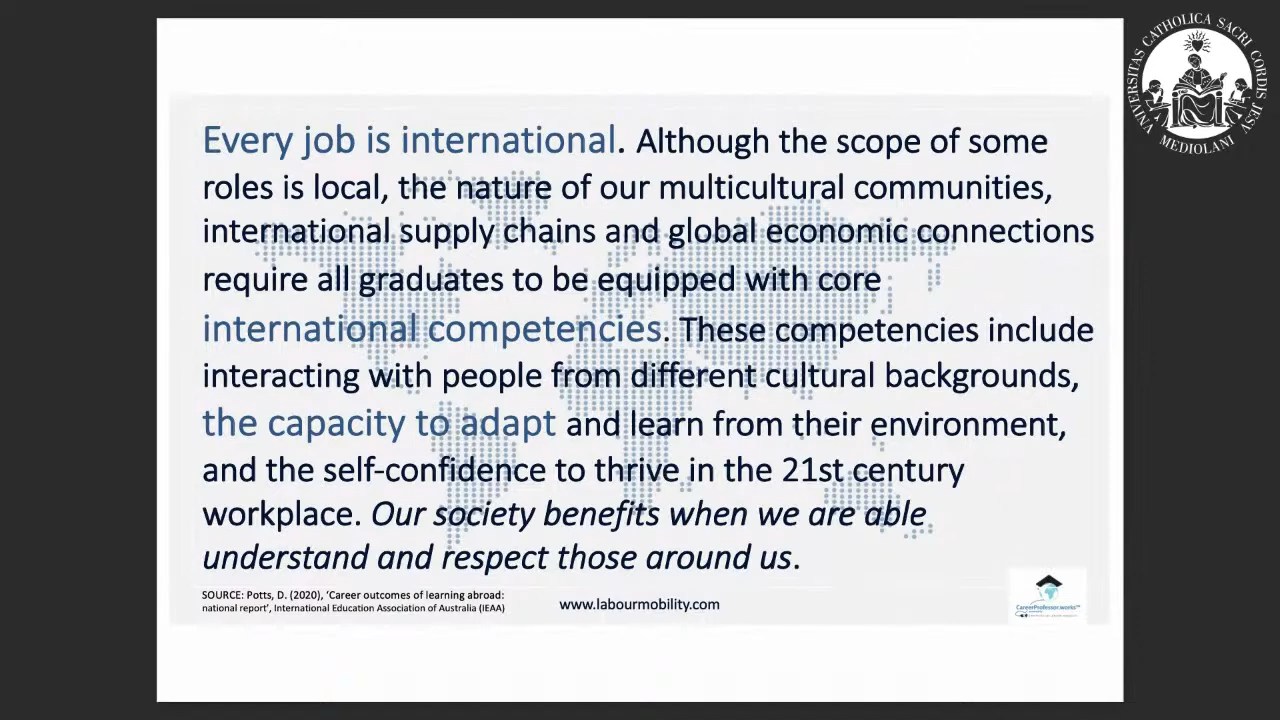 Every job is international. Although the scope of some
roles is local, the nature of our multicultural communities,
international supply chains and global economic connections
require all graduates to be equipped with core
international competencies. These competencies include
interacting with people from different cultural backgrounds,
the capacity to adapt and learn from their environment,
and the self-confidence to thrive in the 21st century
workplace. Our society benefits when we are able
understand and respect those around us.
SOURCE: Potts, D. (2020), ‘Career outcomes of learning abroad:
national report’, International Education Association of Australia (IEAA)
www.labourmobility.com
CareerProfessor.works™
VNIVERSITAS CATHOLICA SACRI CORDIS JESV
MEDIOLANI